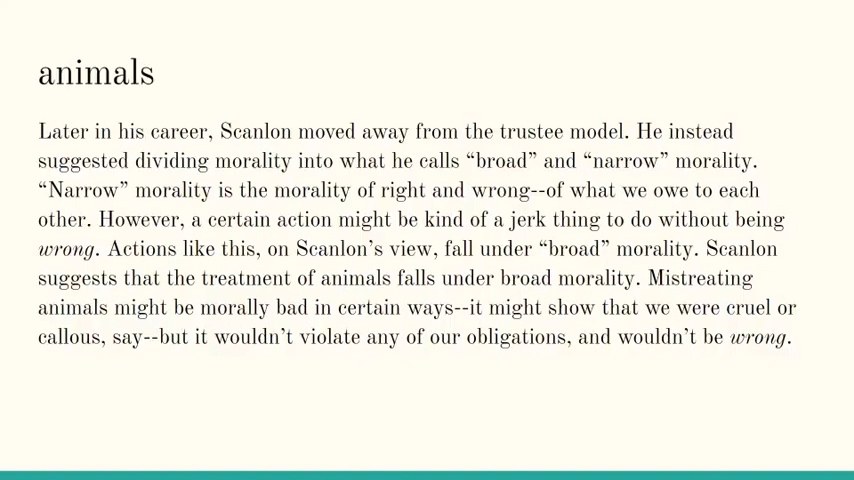 animals
Later in his career, Scanlon moved away from the trustee model. He instead
suggested dividing morality into what he calls “broad” and “narrow” morality.
“Narrow” morality is the morality of right and wrong--of what we owe to each
other. However, a certain action might be kind of a jerk thing to do without being
wrong. Actions like this, on Scanlon’s view, fall under “broad” morality. Scanlon
suggests that the treatment of animals falls under broad morality. Mistreating
animals might be morally bad in certain ways--it might show that we were cruel or
callous, say--but it wouldn’t violate any of our obligations, and wouldn’t be wrong.